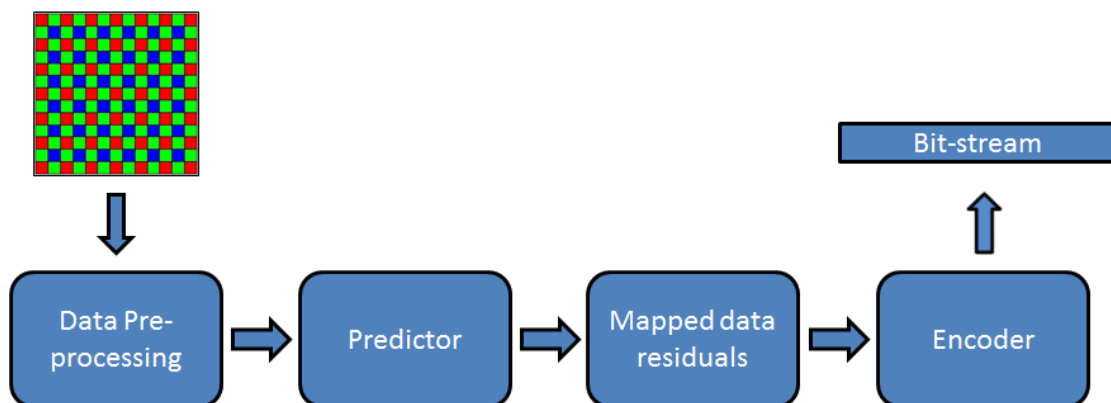 Bit-stream
Data Pre-
processing
Predictor
Mapped data
residuals
Encoder